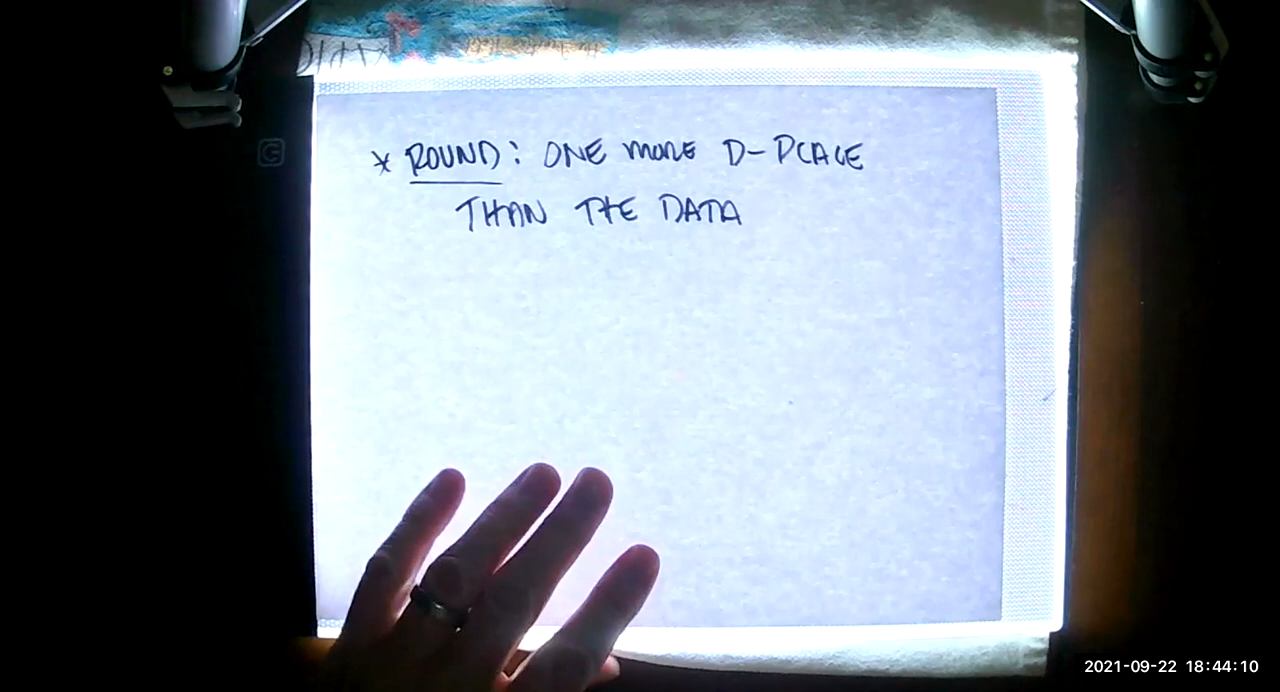 * ROUND: ONE MORE D-PLACE
THAN THE DATA
2021-09-22 18:44:10